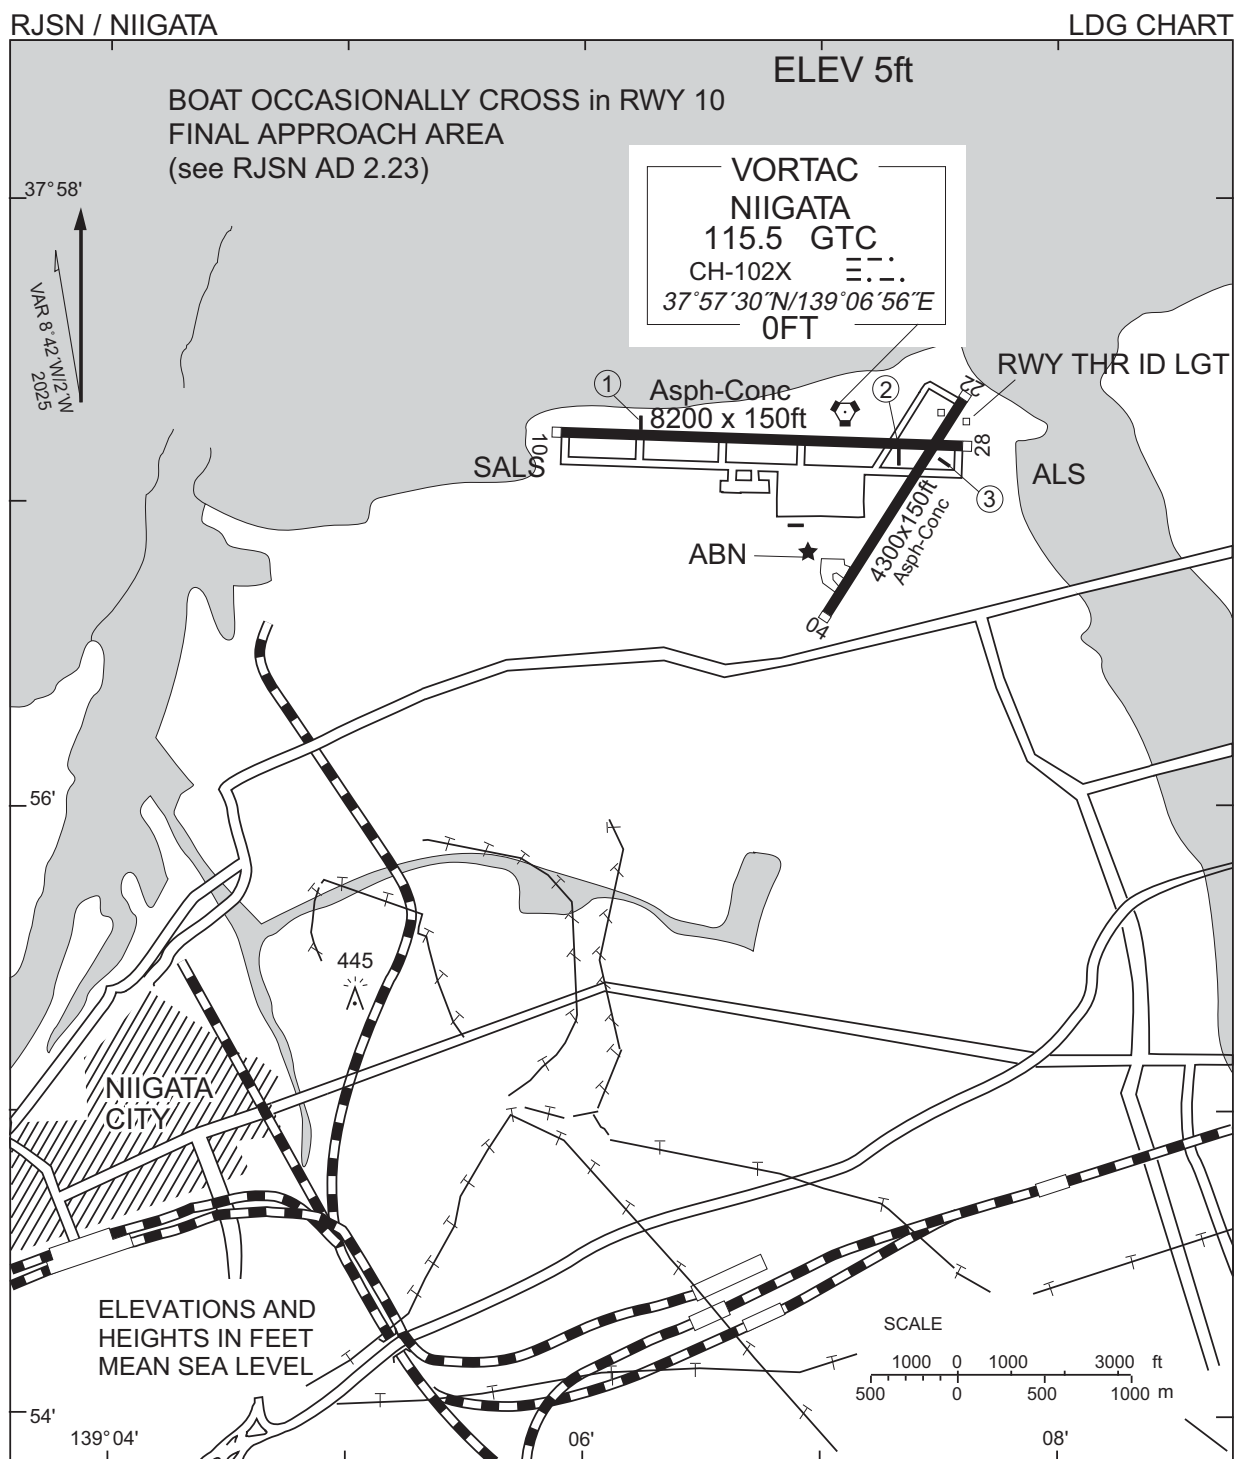 RJSN / NIIGATA
LDG CHART
ELEV 5ft
BOAT OCCASIONALLY CROSS in RWY 10
FINAL APPROACH AREA
(see RJSN AD 2.23)
VORTAC
NIIGATA
115.5 GTC
CH-102X
37°57´30˝N/139°06´56˝E
0FT
37°58'
VAR 8°42´W/2´W
2025
RWY THR ID LGT
1
Asph-Conc
8200 x 150ft
2
22
10
28
SALS
ALS
3
4300x150ft
Asph-Conc
ABN
04
56'
445
NIIGATA
CITY
ELEVATIONS AND
HEIGHTS IN FEET
MEAN SEA LEVEL
SCALE
1000 0 1000 3000 ft
500 0 500 1000 m
54'
139°04'
06'
08'